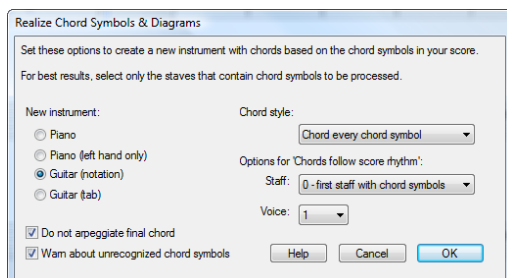 Realize Chord Symbols & Diagrams
Set these options to create a new instrument with chords based on the chord symbols in your score.
For best results, select only the staves that contain chord symbols to be processed.
New instrument:
Piano
Piano (left hand only)
Guitar (notation)
Guitar (tab)
Chord style:
Chord every chord symbol
Options for 'Chords follow score rhythm':
Staff: 0 - first staff with chord symbols
Voice: 1
Do not arpeggiate final chord
Warn about unrecognized chord symbols
Help Cancel OK